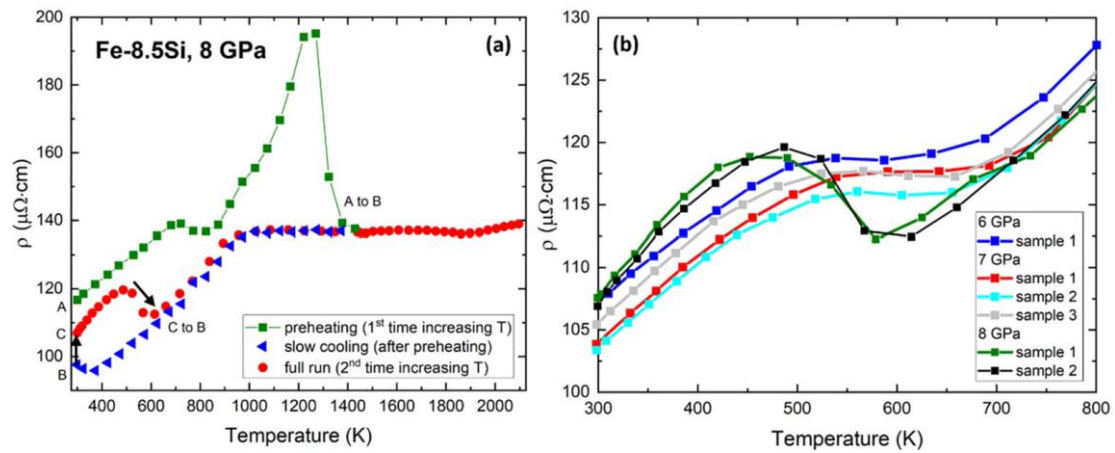 Fe-8.5Si, 8 GPa
(a)
200
180
160
140
120
100
80
ρ (μΩ·cm)
A
C
B
A to B
C to B
preheating (1st time increasing T)
slow cooling (after preheating)
full run (2nd time increasing T)
400 600 800 1000 1200 1400 1600 1800 2000
Temperature (K)
(b)
130
125
120
115
110
105
100
ρ (μΩ·cm)
6 GPa
sample 1
7 GPa
sample 1
sample 2
sample 3
8 GPa
sample 1
sample 2
300 400 500 600 700 800
Temperature (K)